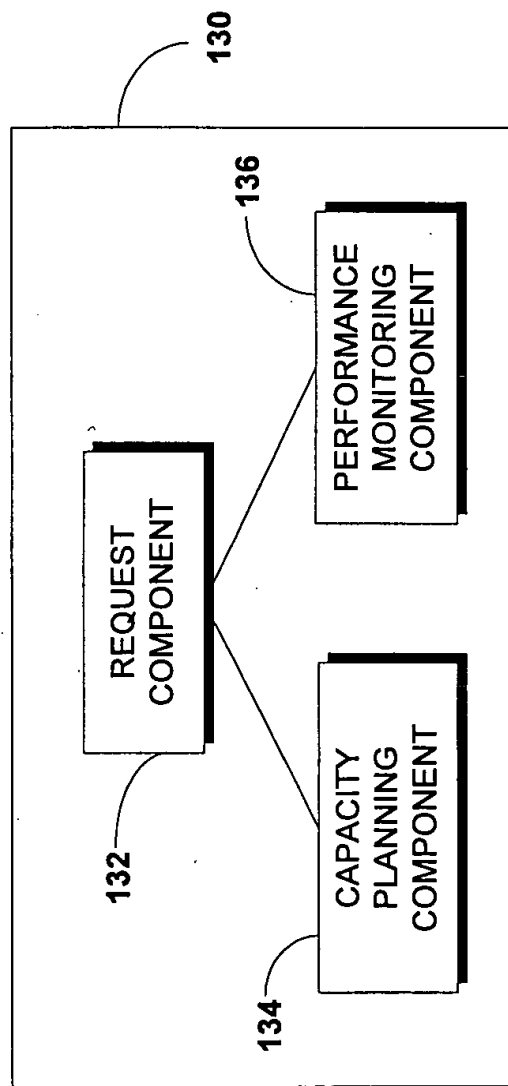 130
REQUEST
COMPONENT
132
136
CAPACITY
PLANNING
COMPONENT
PERFORMANCE
MONITORING
COMPONENT
134